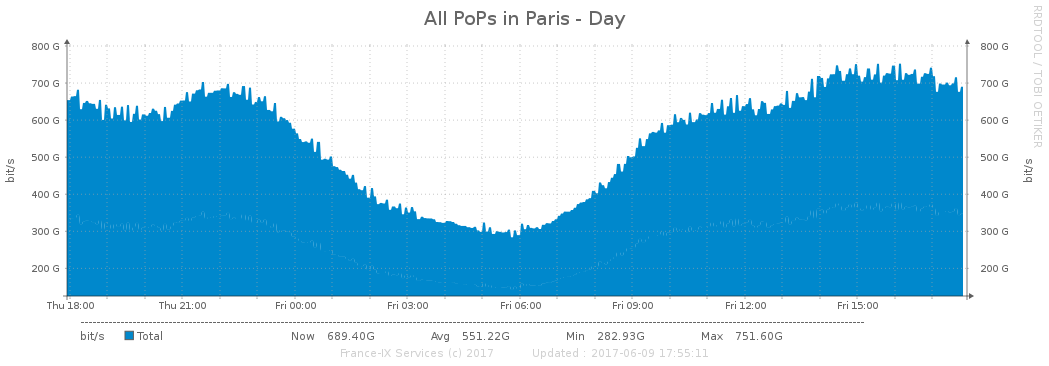 All PoPs in Paris - Day
RRDTOOL / TOBI OETIKER
800 G 800 G
700 G 700 G
600 G 600 G
500 G 500 G
400 G 400 G
300 G 300 G
200 G 200 G
bit/s
bit/s
Thu 18:00 Thu 21:00 Fri 00:00 Fri 03:00 Fri 06:00 Fri 09:00 Fri 12:00 Fri 15:00
bit/s Total Now 689.40G Avg 551.22G Min 282.93G Max 751.60G
France-IX Services (c) 2017 Updated : 2017-06-09 17:55:11